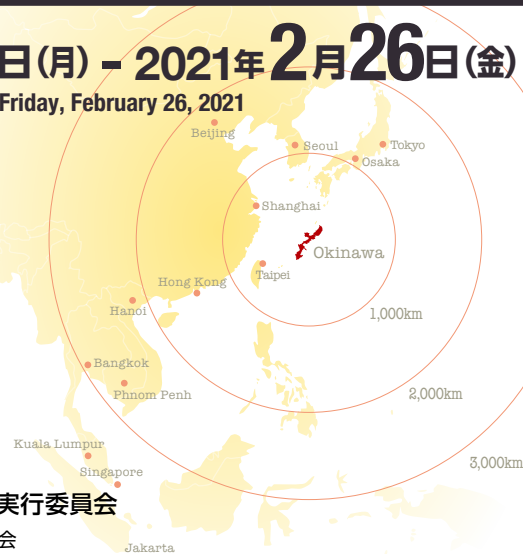 日(月) – 2021年2月26日(金)
Friday, February 26, 2021
Beijing
Seoul
Tokyo
Osaka
Shanghai
Okinawa
Taipei
Hong Kong
Hanoi
1,000km
Bangkok
Phnom Penh
2,000km
Kuala Lumpur
3,000km
Singapore
実行委員会
会
Jakarta